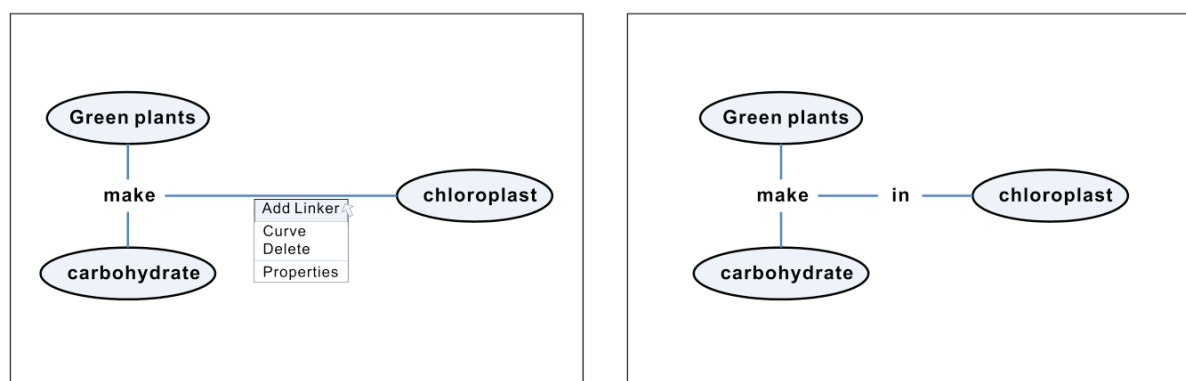 Green plants
make
chloroplast
Add Linker
Curve
Delete
Properties
carbohydrate
Green plants
make in chloroplast
carbohydrate